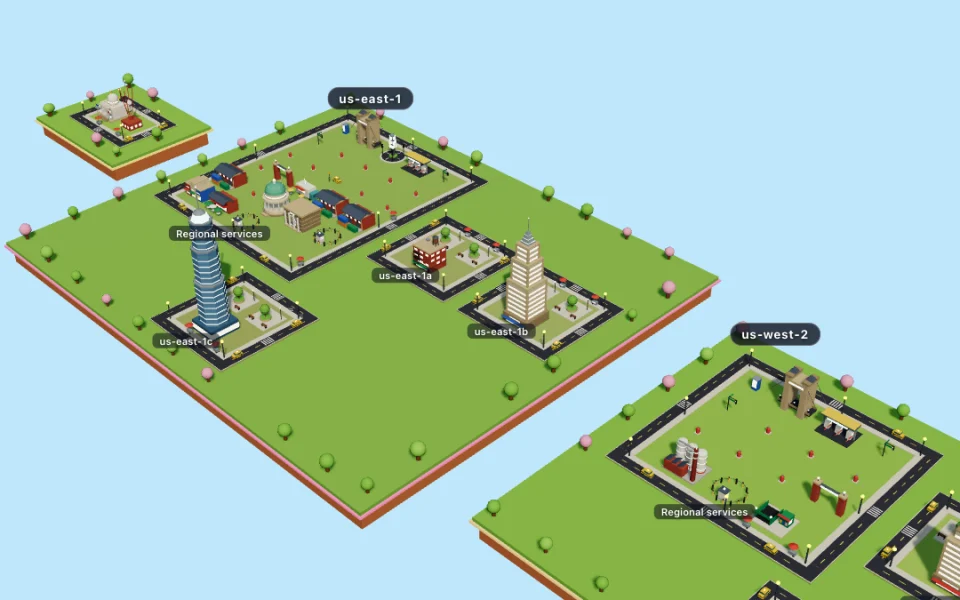 us-east-1
Regional services
us-east-1a
us-east-1b
us-east-1c
us-west-2
Regional services